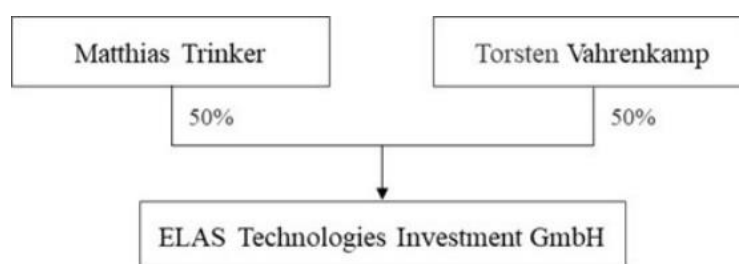 Matthias Trinker
Torsten Vahrenkamp
50%
50%
ELAS Technologies Investment GmbH